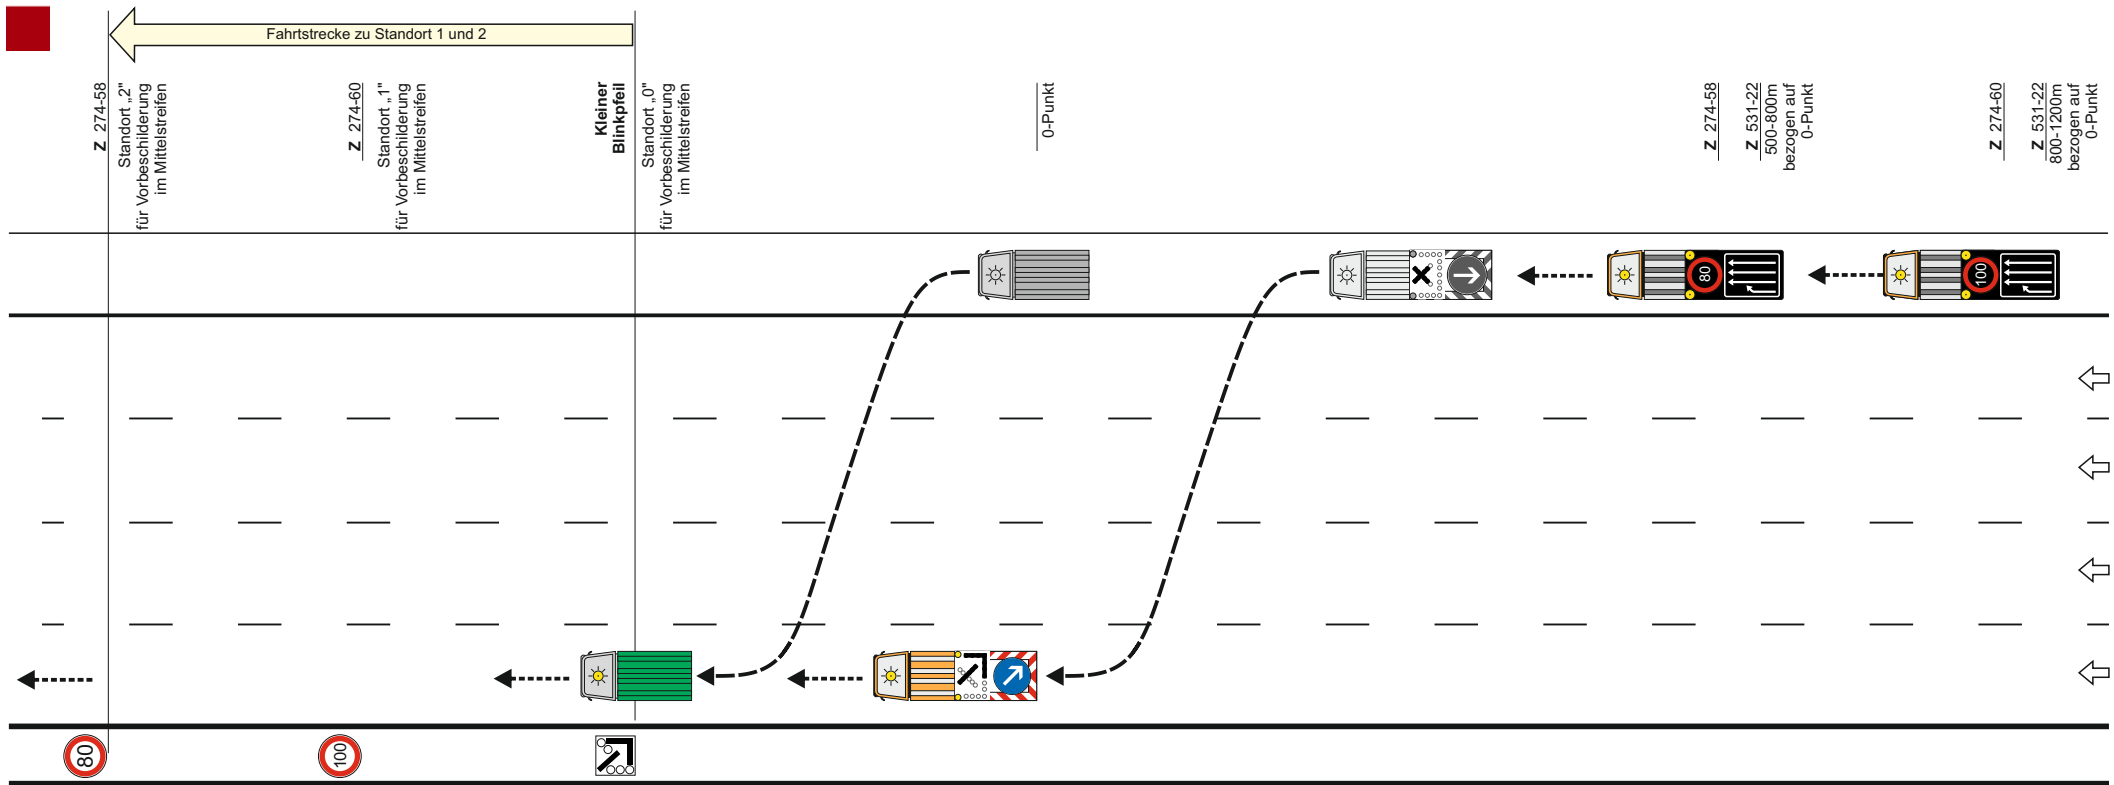 Fahrtstrecke zu Standort 1 und 2
Z 274-58
Standort „2"
für Vorbeschilderung
im Mittelstreifen
Z 274-60
Standort „1"
für Vorbeschilderung
im Mittelstreifen
Kleiner
Blinkpfeil
Standort „0"
für Vorbeschilderung
im Mittelstreifen
0-Punkt
Z 274-58
Z 531-22
500-800m
bezogen auf
0-Punkt
Z 274-60
Z 531-22
800-1200m
bezogen auf
0-Punkt
80
100
80
100